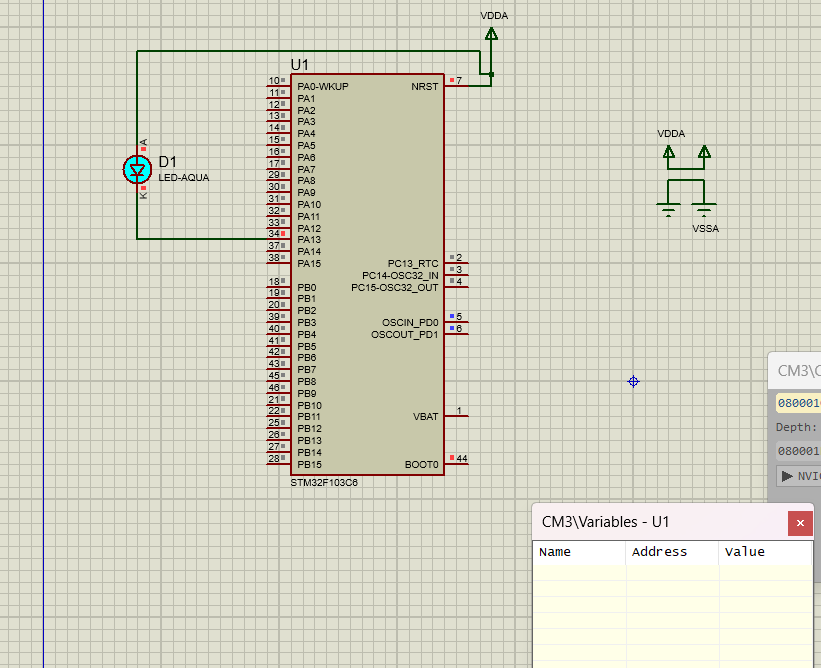 VDDA
U1
10 PA0-WKUP NRST 7
11 PA1
12 PA2
13 PA3
14 PA4
15 PA5
16 PA6
17 PA7
29 PA8
30 PA9
31 PA10
32 PA11
33 PA12
34 PA13
37 PA14
38 PA15
A
D1
LED-AQUA
K
VDDA
VSSA
PC13_RTC 2
PC14-OSC32_IN 3
PC15-OSC32_OUT 4
18 PB0
19 PB1
20 PB2
39 PB3
40 PB4
41 PB5
42 PB6
43 PB7
45 PB8
46 PB9
21 PB10
22 PB11
25 PB12
26 PB13
27 PB14
28 PB15
OSCIN_PD0 5
OSCOUT_PD1 6
VBAT 1
BOOT0 44
STM32F103C6
CM3\C
080001
Depth:
080001
NVI
CM3\Variables - U1
Name Address Value